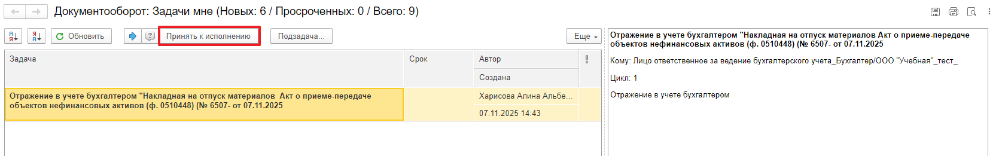 Документооборот: Задачи мне (Новых: 6 / Просроченных: 0 / Всего: 9)
Обновить
Принять к исполнению
Подзадача...
Еще
Задача
Срок
Автор
Создана
Отражение в учете бухгалтером "Накладная на отпуск материалов  Акт о приеме-передаче
объектов нефинансовых активов (ф. 0510448) (№ 6507- от 07.11.2025
Харисова Алина Альбе...
07.11.2025 14:43
Отражение в учете бухгалтером "Накладная на отпуск материалов Акт о приеме-передаче
объектов нефинансовых активов (ф. 0510448) (№ 6507- от 07.11.2025
Кому: Лицо ответственное за ведение бухгалтерского учета_Бухгалтер/ООО "Учебная"_тест_
Цикл: 1
Отражение в учете бухгалтером